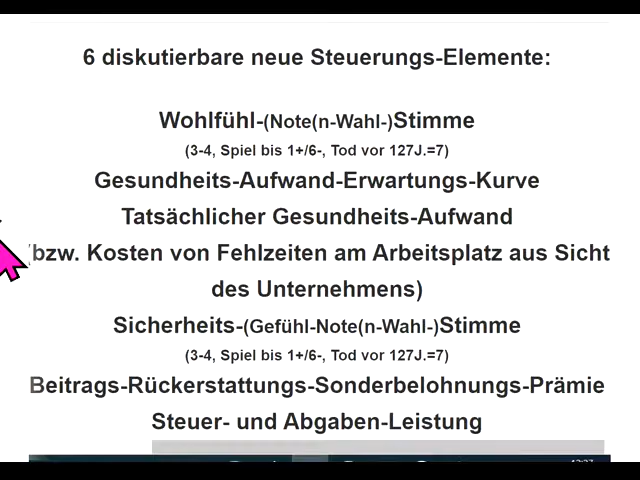 6 diskutierbare neue Steuerungs-Elemente:
Wohlfühl-(Note(n-Wahl-)Stimme
(3-4, Spiel bis 1+/6-, Tod vor 127J.=7)
Gesundheits-Aufwand-Erwartungs-Kurve
Tatsächlicher Gesundheits-Aufwand
(bzw. Kosten von Fehlzeiten am Arbeitsplatz aus Sicht
des Unternehmens)
Sicherheits-(Gefühl-Note(n-Wahl-)Stimme
(3-4, Spiel bis 1+/6-, Tod vor 127J.=7)
Beitrags-Rückerstattungs-Sonderbelohnungs-Prämie
Steuer- und Abgaben-Leistung